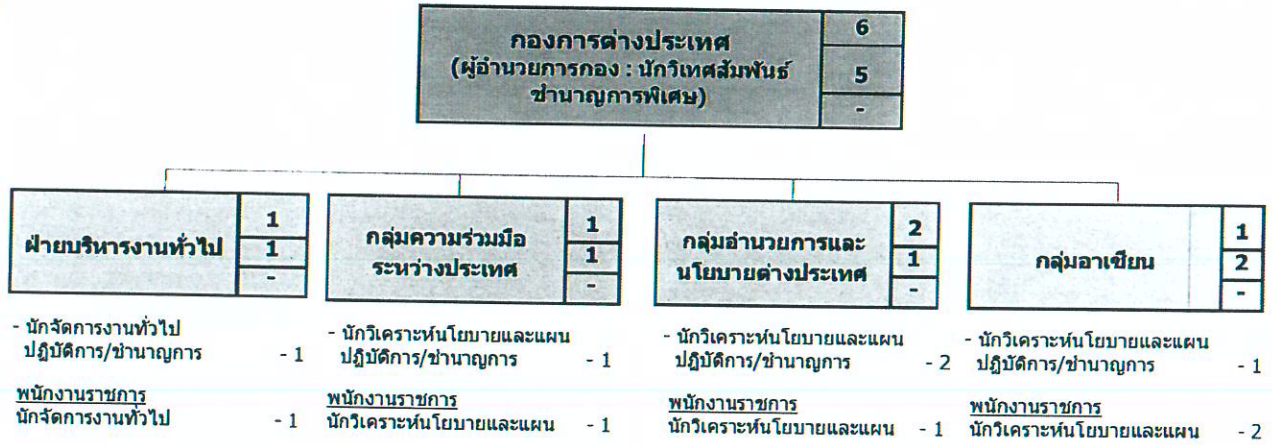 กองการต่างประเทศ
(ผู้อำนวยการกอง : นักวิเทศสัมพันธ์
ชำนาญการพิเศษ)
6
5
-
ฝ่ายบริหารงานทั่วไป
1
1
-
- นักจัดการงานทั่วไป
ปฏิบัติการ/ชำนาญการ - 1
พนักงานราชการ
นักจัดการงานทั่วไป - 1
กลุ่มความร่วมมือ
ระหว่างประเทศ
1
1
-
- นักวิเคราะห์นโยบายและแผน
ปฏิบัติการ/ชำนาญการ - 1
พนักงานราชการ
นักวิเคราะห์นโยบายและแผน - 1
กลุ่มอำนวยการและ
นโยบายต่างประเทศ
2
1
-
- นักวิเคราะห์นโยบายและแผน
ปฏิบัติการ/ชำนาญการ - 2
พนักงานราชการ
นักวิเคราะห์นโยบายและแผน - 1
กลุ่มอาเซียน
1
2
-
- นักวิเคราะห์นโยบายและแผน
ปฏิบัติการ/ชำนาญการ - 1
พนักงานราชการ
นักวิเคราะห์นโยบายและแผน - 2